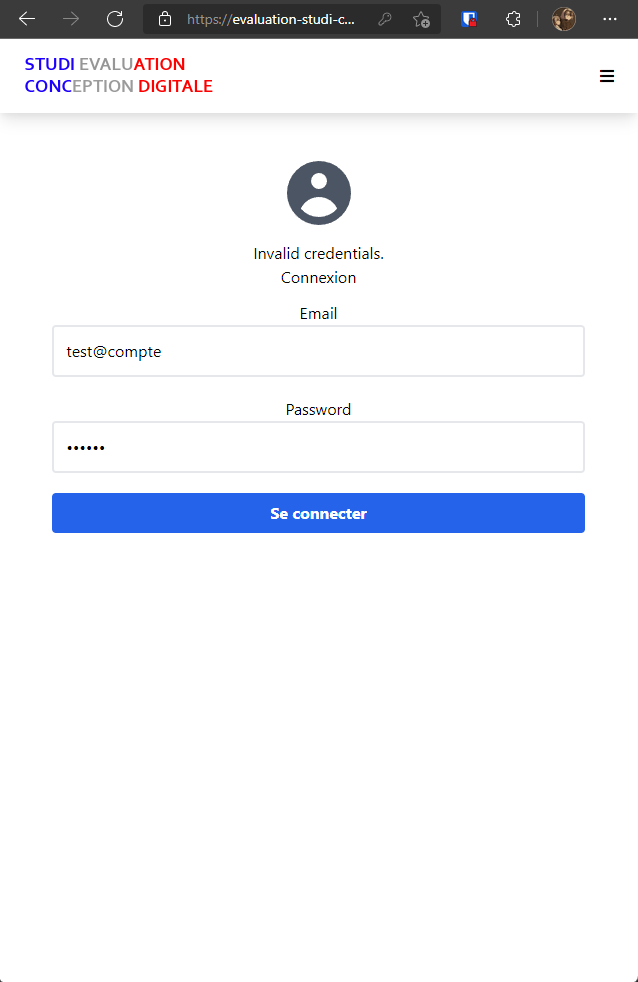 https://evaluation-studi-c...
STUDI EVALUATION
CONCEPTION DIGITALE
Invalid credentials.
Connexion
Email
test@compte
Password
••••••
Se connecter